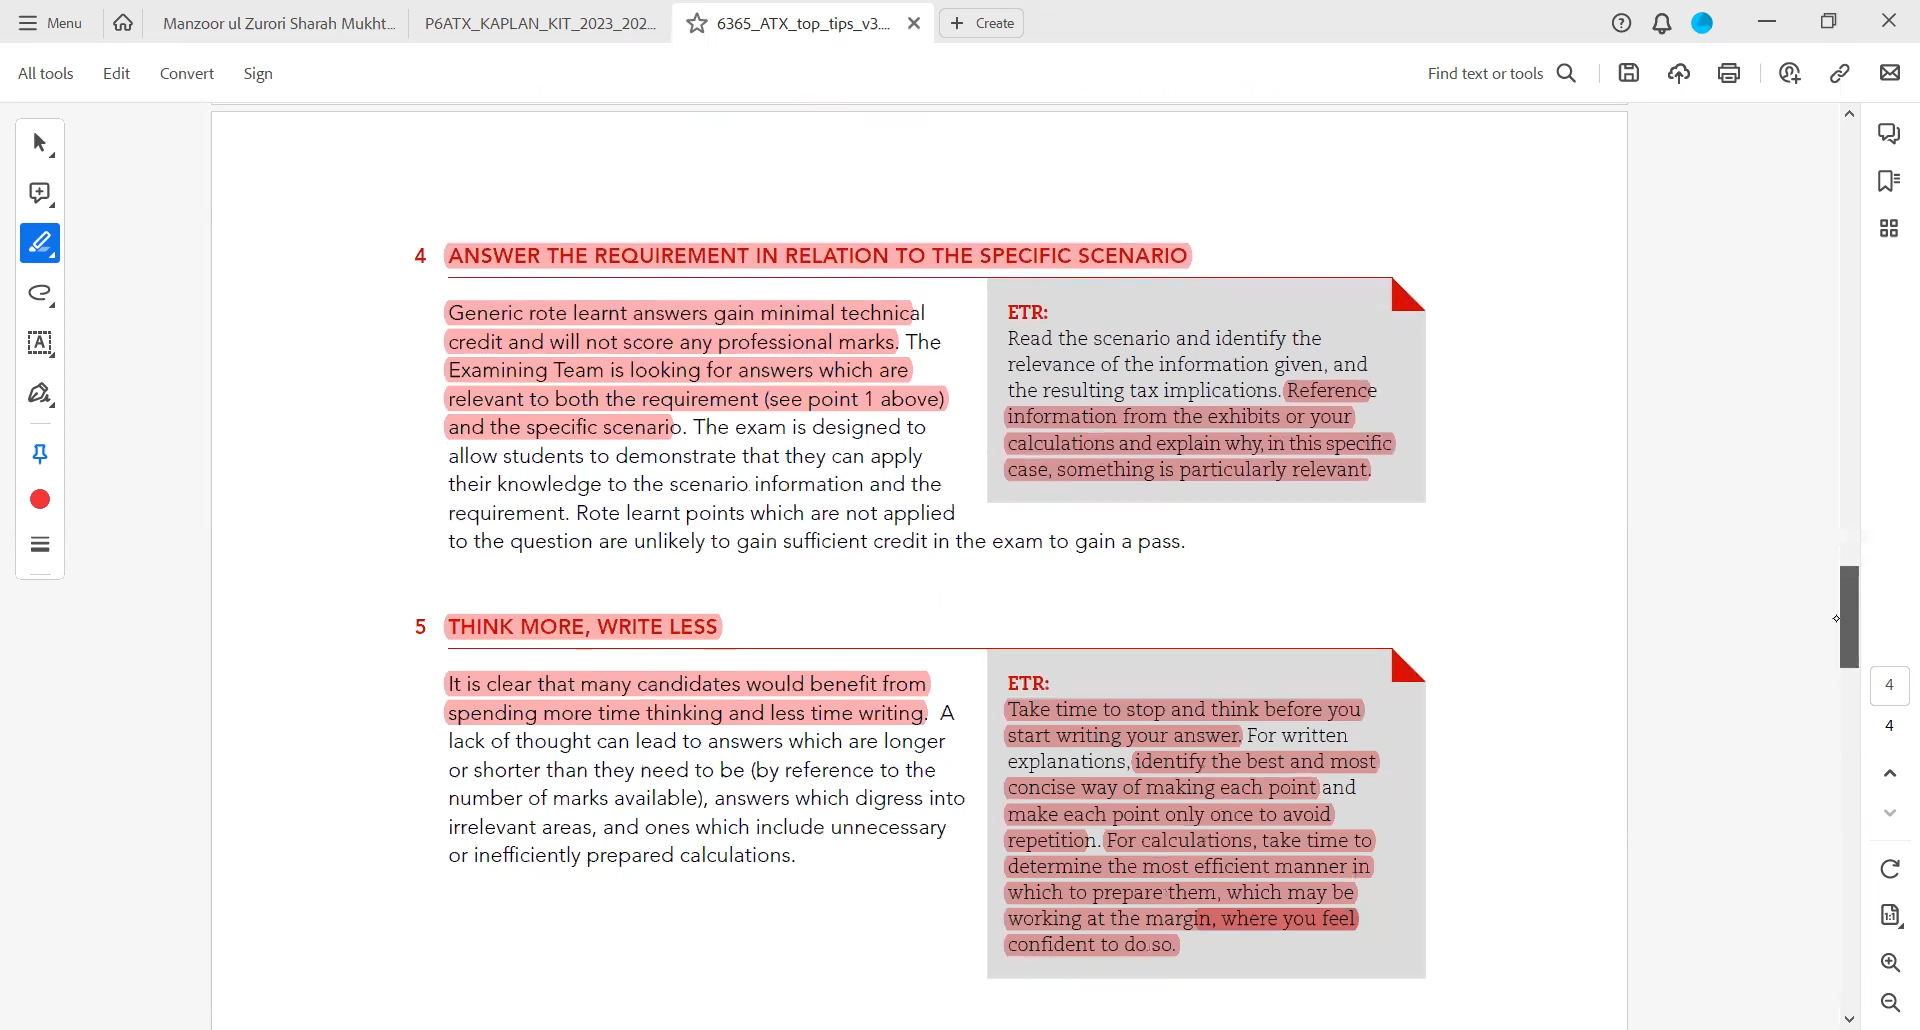 Menu
Manzoor ul Zurori Sharah Mukht...
P6ATX_KAPLAN_KIT_2023_202...
6365_ATX_top_tips_v3....
Create
All tools
Edit
Convert
Sign
Find text or tools
4 ANSWER THE REQUIREMENT IN RELATION TO THE SPECIFIC SCENARIO
Generic rote learnt answers gain minimal technical
credit and will not score any professional marks. The
Examining Team is looking for answers which are
relevant to both the requirement (see point 1 above)
and the specific scenario. The exam is designed to
allow students to demonstrate that they can apply
their knowledge to the scenario information and the
requirement. Rote learnt points which are not applied
to the question are unlikely to gain sufficient credit in the exam to gain a pass.
ETR:
Read the scenario and identify the
relevance of the information given, and
the resulting tax implications. Reference
information from the exhibits or your
calculations and explain why, in this specific
case, something is particularly relevant.
5 THINK MORE, WRITE LESS
It is clear that many candidates would benefit from
spending more time thinking and less time writing. A
lack of thought can lead to answers which are longer
or shorter than they need to be (by reference to the
number of marks available), answers which digress into
irrelevant areas, and ones which include unnecessary
or inefficiently prepared calculations.
ETR:
Take time to stop and think before you
start writing your answer. For written
explanations, identify the best and most
concise way of making each point and
make each point only once to avoid
repetition. For calculations, take time to
determine the most efficient manner in
which to prepare them, which may be
working at the margin, where you feel
confident to do so.
4
4